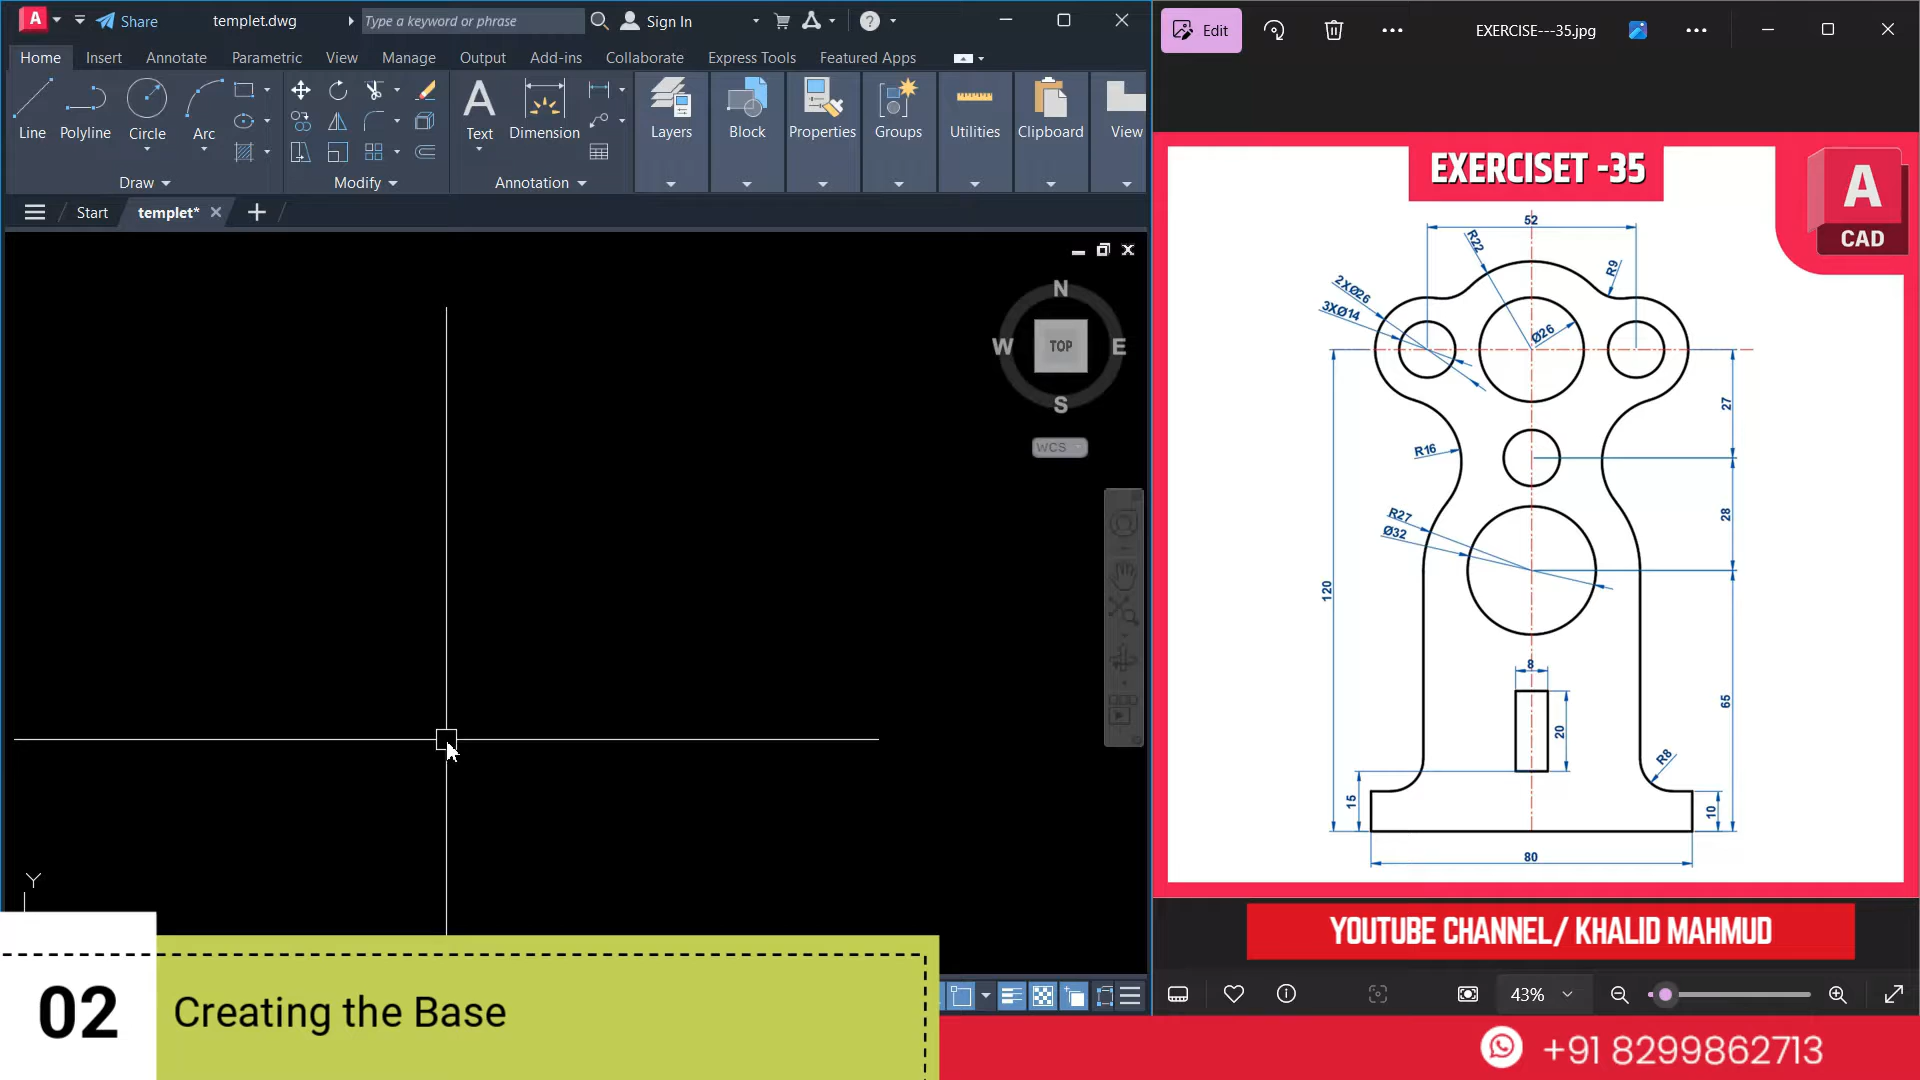 A
Share
templet.dwg
Type a keyword or phrase
Sign In
?
Home
Insert
Annotate
Parametric
View
Manage
Output
Add-ins
Collaborate
Express Tools
Featured Apps
Line
Polyline
Circle
Arc
Draw
Modify
A
Text
Dimension
Annotation
Layers
Block
Properties
Groups
Utilities
Clipboard
View
Start
templet*
N
W
TOP
E
S
WCS
Y
02
Creating the Base
Edit
EXERCISE---35.jpg
EXERCISET -35
A
CAD
52
R22
R9
2XØ26
3XØ14
Ø26
27
R16
28
R27
Ø32
120
8
20
65
R8
15
10
80
YOUTUBE CHANNEL/ KHALID MAHMUD
43%
+91 8299862713